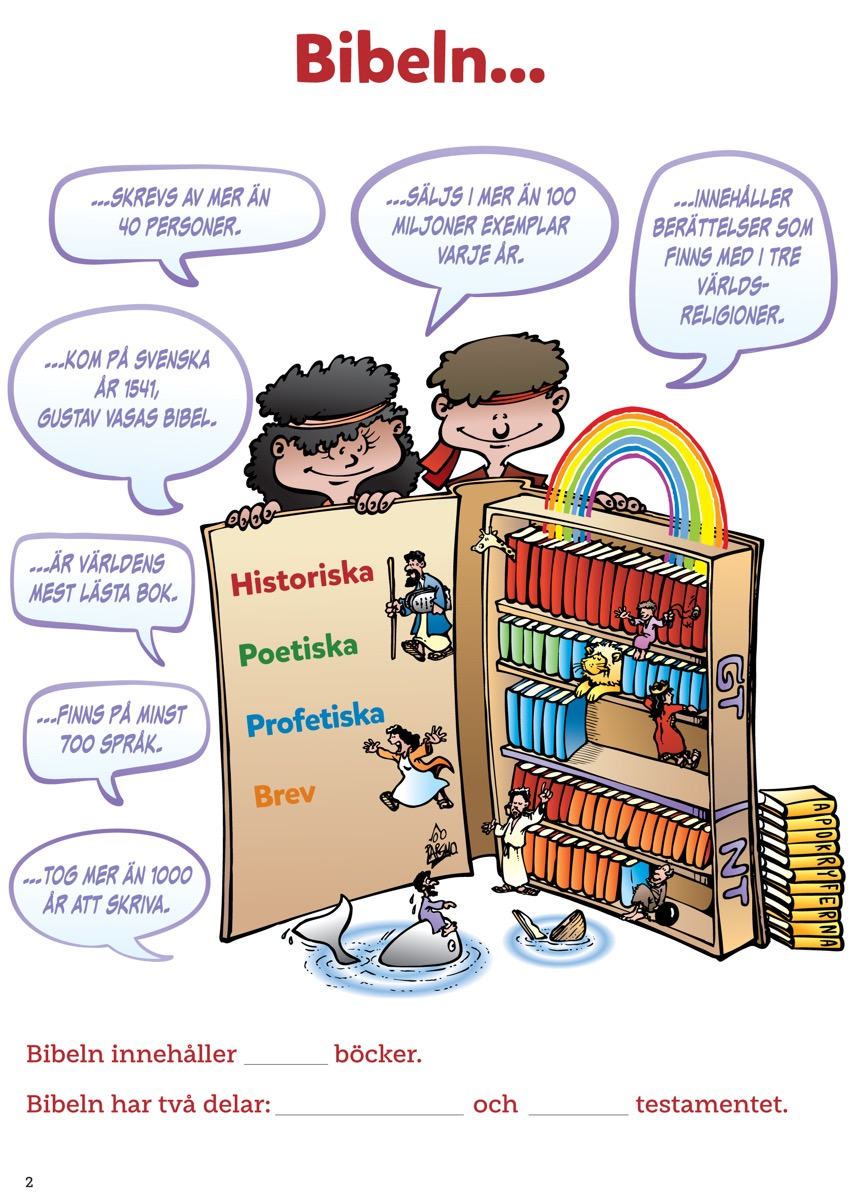 Bibeln...
...SKREVS AV MER ÄN
40 PERSONER.
...SÄLJS I MER ÄN 100
MILJONER EXEMPLAR
VARJE ÅR.
...INNEHÅLLER
BERÄTTELSER SOM
FINNS MED I TRE
VÄRLDS-
RELIGIONER.
...KOM PÅ SVENSKA
ÅR 1541,
GUSTAV VASAS BIBEL.
...ÄR VÄRLDENS
MEST LÄSTA BOK.
...FINNS PÅ MINST
700 SPRÅK.
...TOG MER ÄN 1000
ÅR ATT SKRIVA.
Historiska
Poetiska
Profetiska
Brev
GT
NT
APOKRYFERNA
Bibeln innehåller ______ böcker.
Bibeln har två delar: ______________ och _______ testamentet.
2